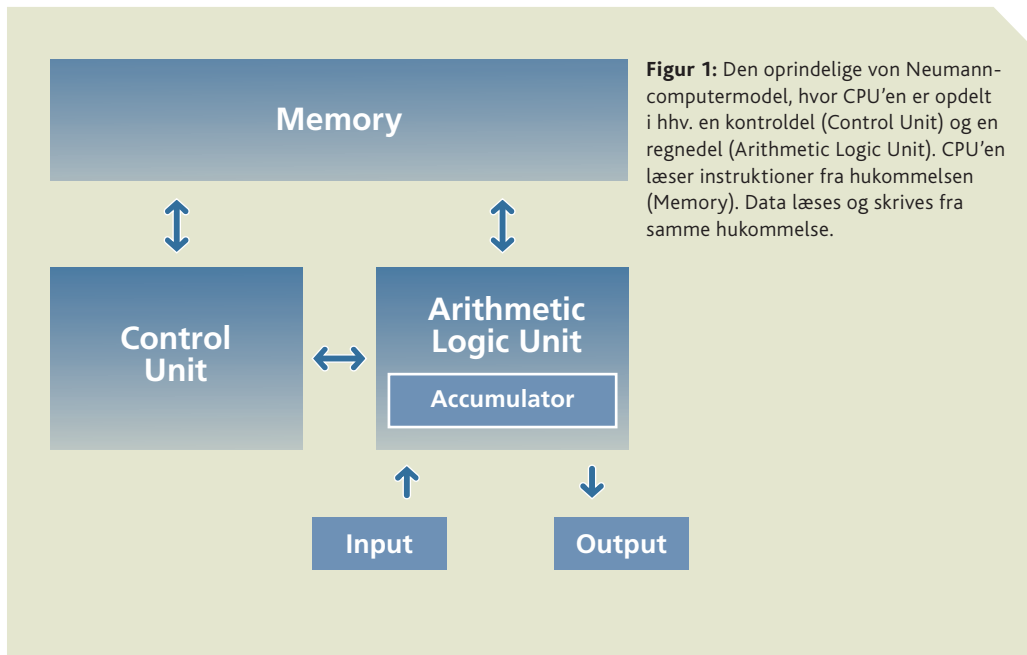 Memory
Figur 1: Den oprindelige von Neumann-
computermodel, hvor CPU'en er opdelt
i hhv. en kontroldel (Control Unit) og en
regnedel (Arithmetic Logic Unit). CPU'en
læser instruktioner fra hukommelsen
(Memory). Data læses og skrives fra
samme hukommelse.
Control
Unit
Arithmetic
Logic Unit
Accumulator
Input
Output